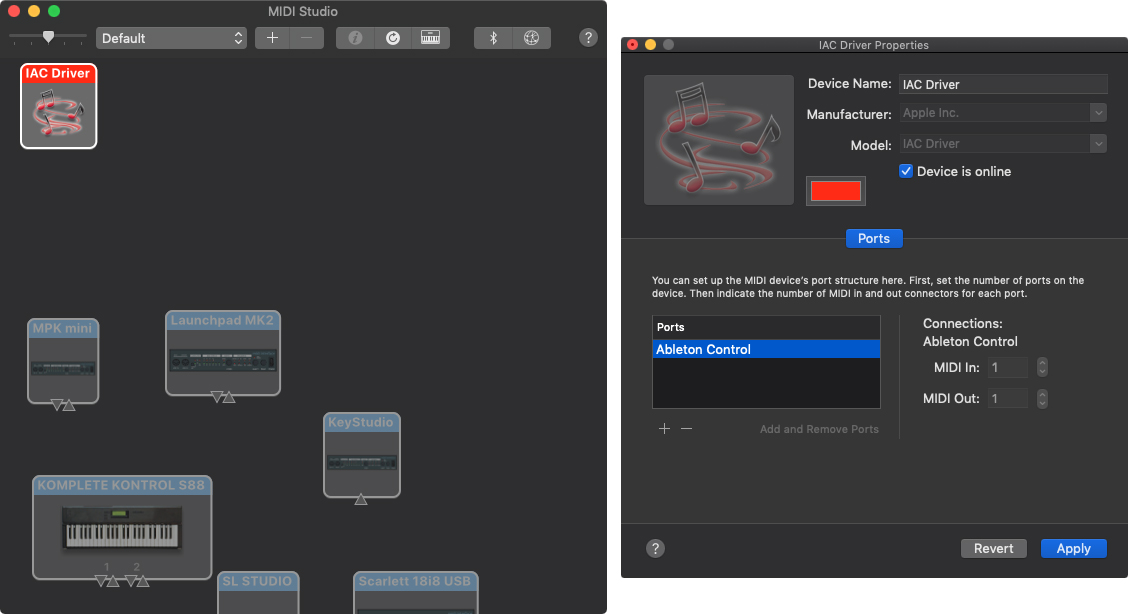 MIDI Studio
Default
?
IAC Driver
MPK mini
Launchpad MK2
KeyStudio
KOMPLETE KONTROL S88
1 2
SL STUDIO
Scarlett 18i8 USB
IAC Driver Properties
Device Name: IAC Driver
Manufacturer: Apple Inc.
Model: IAC Driver
Device is online
Ports
You can set up the MIDI device's port structure here. First, set the number of ports on the
device. Then indicate the number of MIDI in and out connectors for each port.
Ports
Ableton Control
Add and Remove Ports
Connections:
Ableton Control
MIDI In: 1
MIDI Out: 1
?
Revert
Apply